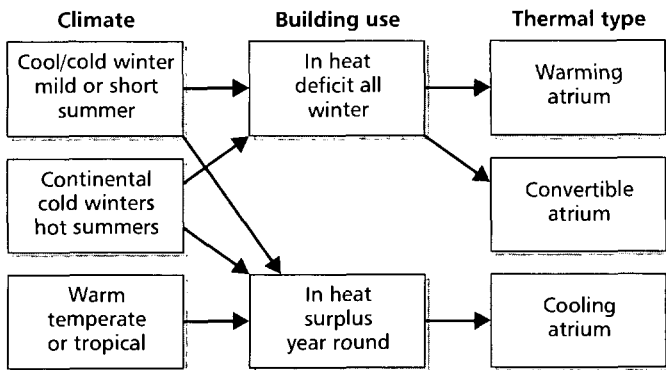 Climate
Building use
Thermal type
Cool/cold winter
mild or short
summer
In heat
deficit all
winter
Warming
atrium
Continental
cold winters
hot summers
Convertible
atrium
Warm
temperate
or tropical
In heat
surplus
year round
Cooling
atrium